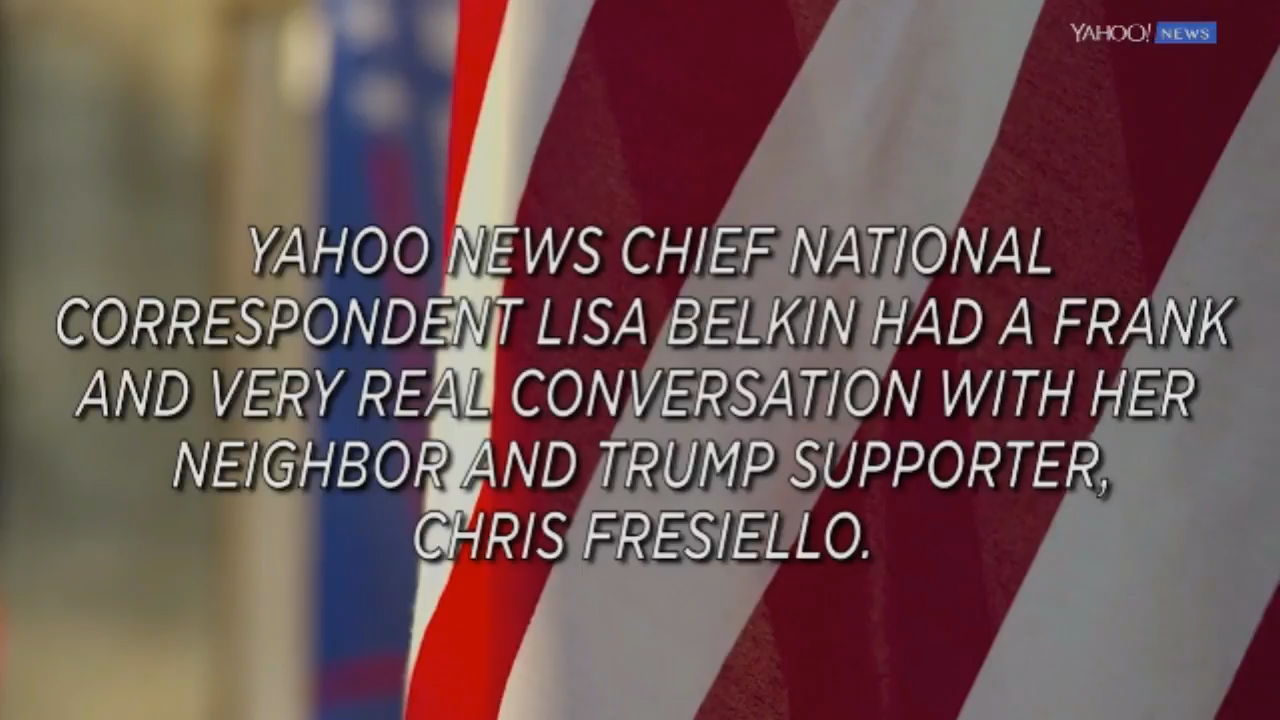 YAHOO! NEWS
YAHOO NEWS CHIEF NATIONAL
CORRESPONDENT LISA BELKIN HAD A FRANK
AND VERY REAL CONVERSATION WITH HER
NEIGHBOR AND TRUMP SUPPORTER,
CHRIS FRESIELLO.